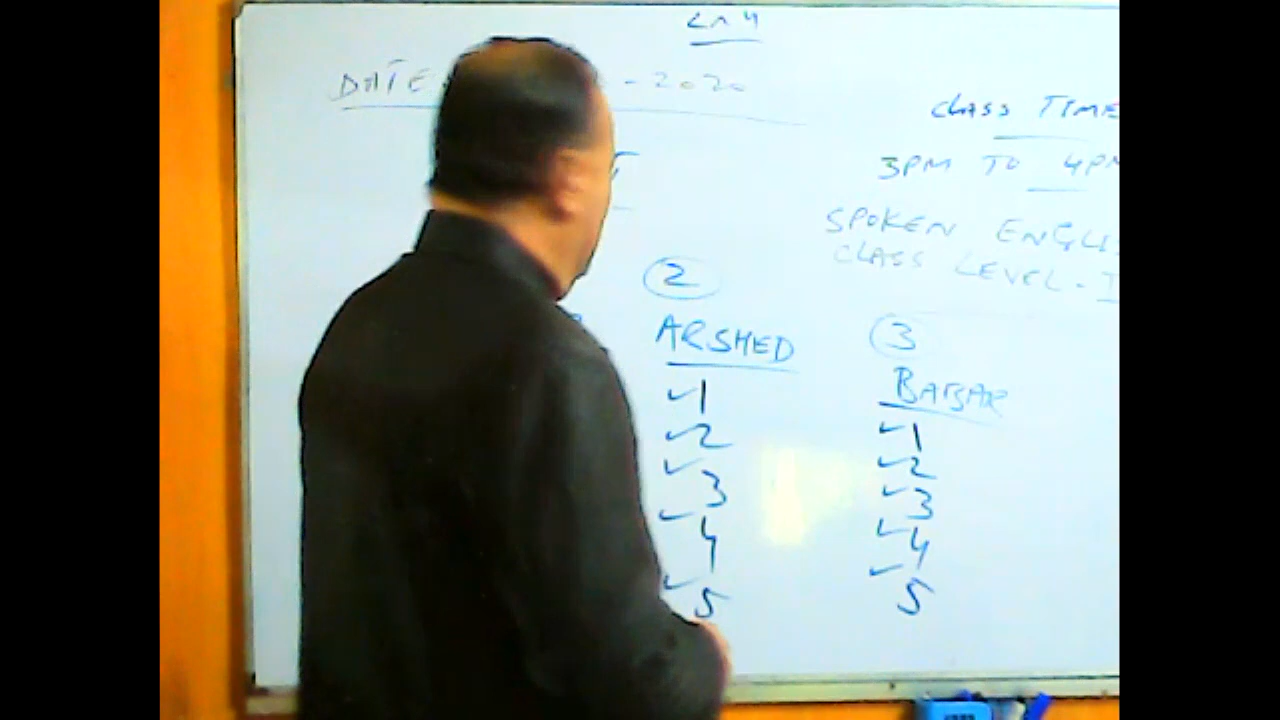 DATE
-2020
CLASS TIME
3PM TO 4PM
SPOKEN ENGLI
CLASS LEVEL-I
2
ARSHED
✓1
✓2
✓3
✓4
✓5
3
BABAR
✓1
✓2
✓3
✓4
✓5